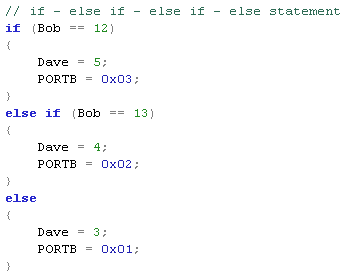 // if - else if - else if - else statement
if (Bob == 12)
{
Dave = 5;
PORTB = 0x03;
}
else if (Bob == 13)
{
Dave = 4;
PORTB = 0x02;
}
else
{
Dave = 3;
PORTB = 0x01;
}